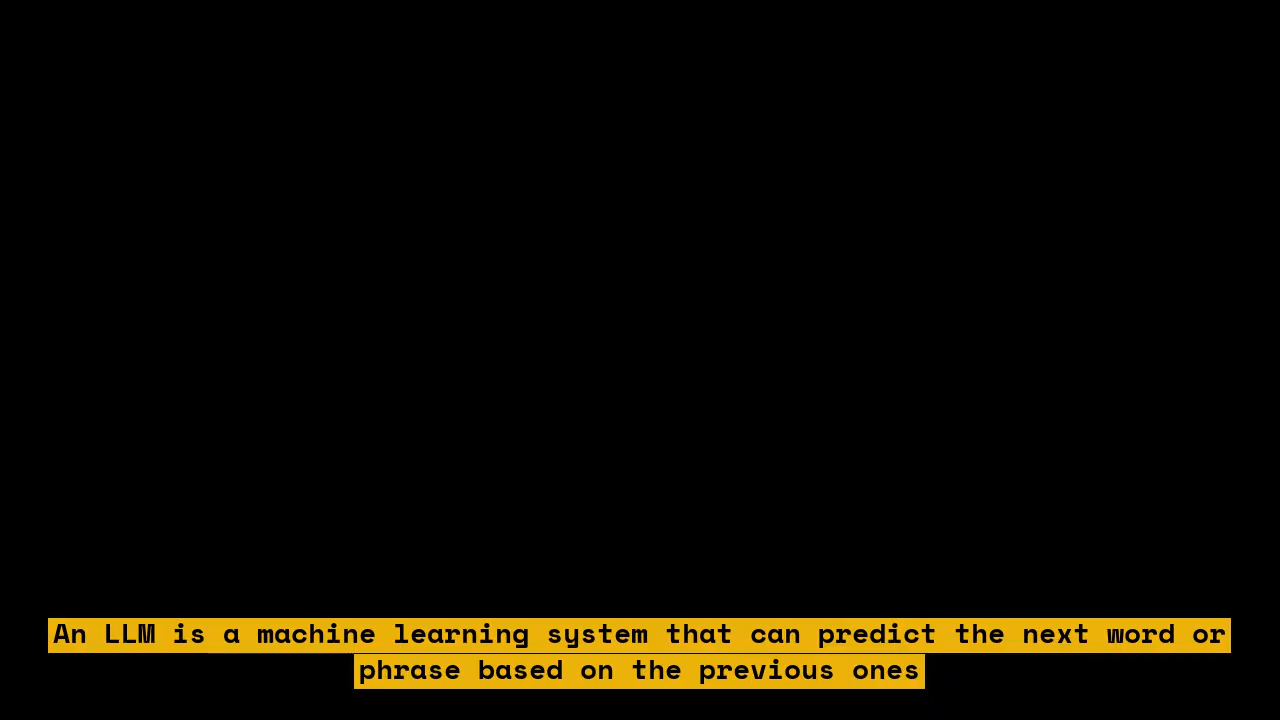 An LLM is a machine learning system that can predict the next word or
phrase based on the previous ones